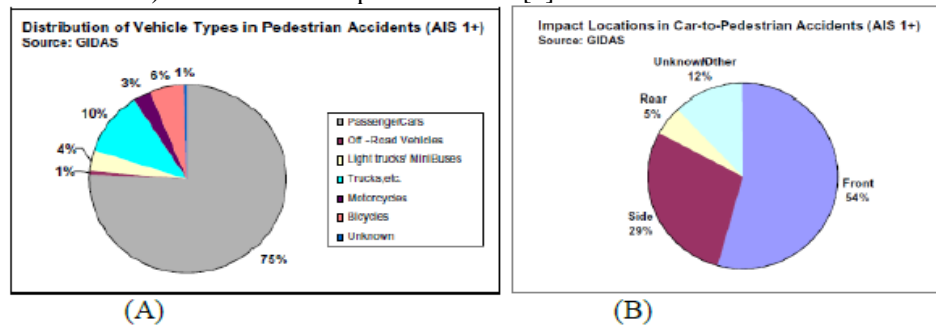 Distribution of Vehicle Types in Pedestrian Accidents (AIS 1+)
Source: GIDAS
3%
6%
1%
10%
4%
1%
75%
PassengerCars
Off -Road Vehicles
Light trucks/ MiniBuses
Trucks,etc.
Motorcycles
Bicycles
Unknown
(A)
Impact Locations in Car-to-Pedestrian Accidents (AIS 1+)
Source: GIDAS
Unknow/Other
12%
Rear
5%
Side
29%
Front
54%
(B)